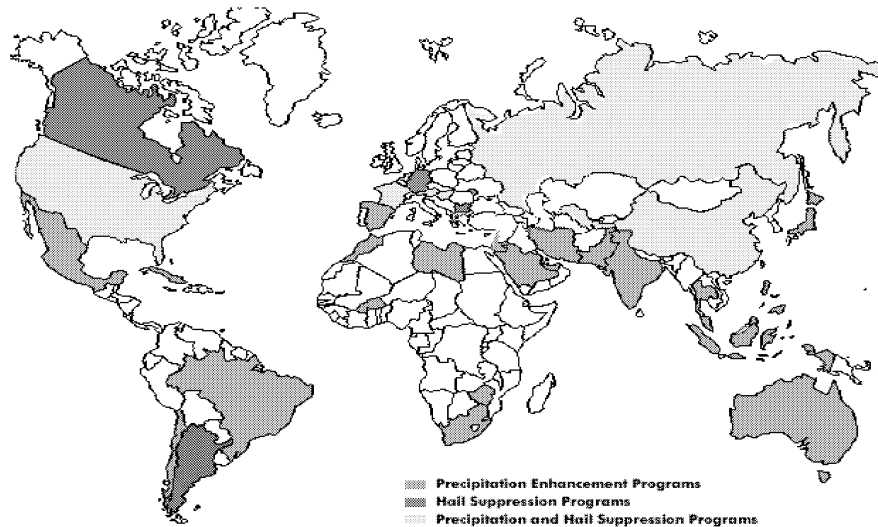 Precipitation Enhancement Programs
Hail Suppression Programs
Precipitation and Hail Suppression Programs